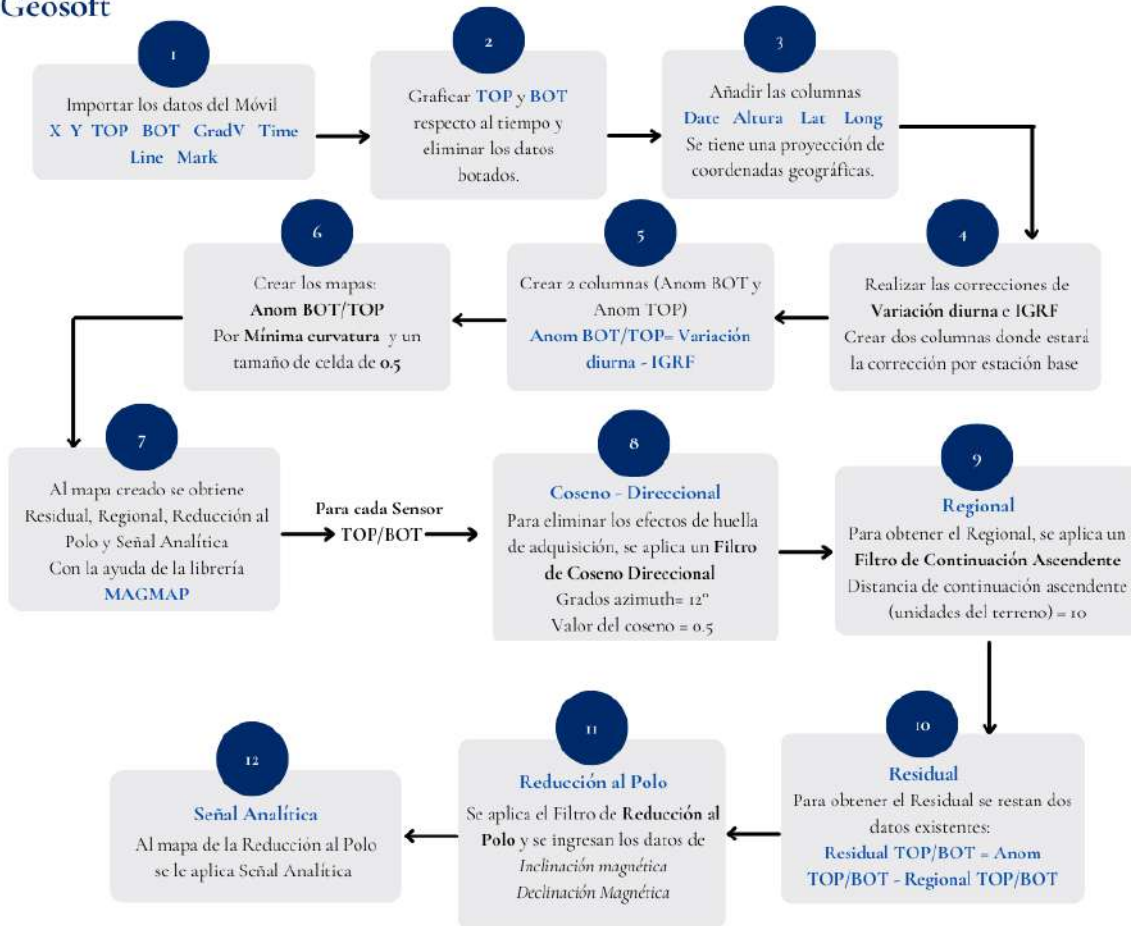 Geosoft
1
Importar los datos del Móvil
X Y TOP BOT GradV Time
Line Mark
2
Graficar TOP y BOT
respecto al tiempo y
eliminar los datos
botados.
3
Añadir las columnas
Date Altura Lat Long
Se tiene una proyección de
coordenadas geográficas.
4
Realizar las correcciones de
Variación diurna e IGRF
Crear dos columnas donde estará
la corrección por estación base
5
Crear 2 columnas (Anom BOT y
Anom TOP)
Anom BOT/TOP= Variación
diurna - IGRF
6
Crear los mapas:
Anom BOT/TOP
Por Mínima curvatura y un
tamaño de celda de 0.5
7
Al mapa creado se obtiene
Residual, Regional, Reducción al
Polo y Señal Analítica
Con la ayuda de la librería
MAGMAP
Para cada Sensor
TOP/BOT
8
Coseno - Direccional
Para eliminar los efectos de huella
de adquisición, se aplica un Filtro
de Coseno Direccional
Grados azimuth= 12°
Valor del coseno = 0.5
9
Regional
Para obtener el Regional, se aplica un
Filtro de Continuación Ascendente
Distancia de continuación ascendente
(unidades del terreno) = 10
10
Residual
Para obtener el Residual se restan dos
datos existentes:
Residual TOP/BOT = Anom
TOP/BOT - Regional TOP/BOT
11
Reducción al Polo
Se aplica el Filtro de Reducción al
Polo y se ingresan los datos de
Inclinación magnética
Declinación Magnética
12
Señal Analítica
Al mapa de la Reducción al Polo
se le aplica Señal Analítica